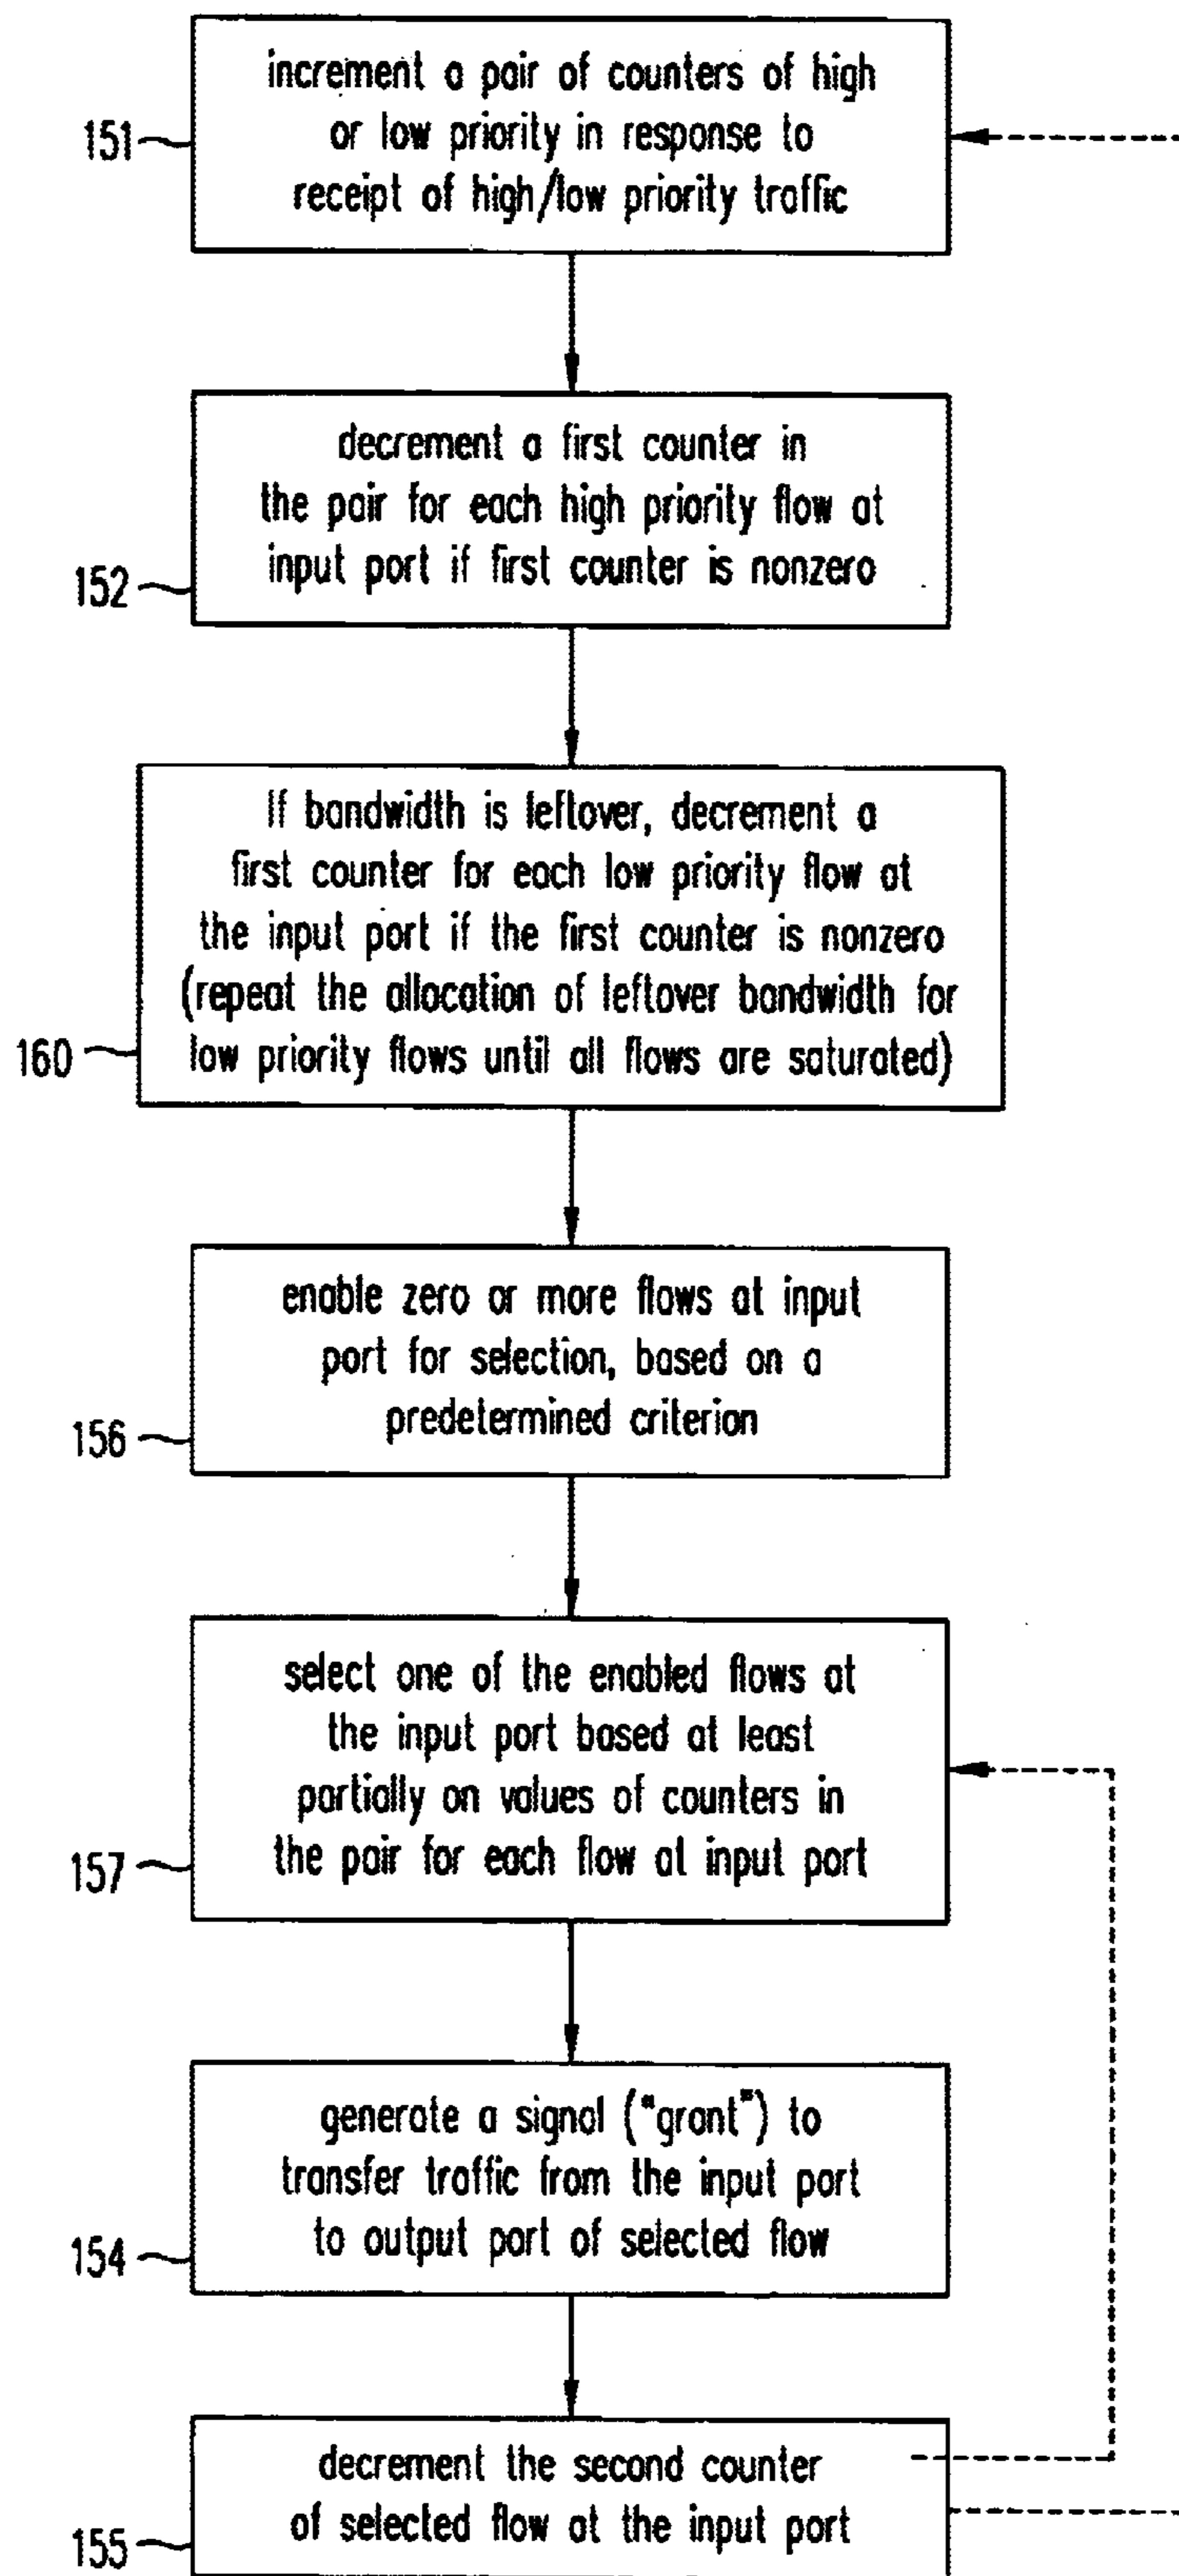 increment a pair of counters of high
or low priority in response to
receipt of high/low priority traffic
151
decrement a first counter in
the pair for each high priority flow at
input port if first counter is nonzero
152
If bandwidth is leftover, decrement a
first counter for each low priority flow at
the input port if the first counter is nonzero
(repeat the allocation of leftover bandwidth for
low priority flows until all flows are saturated)
160
enable zero or more flows at input
port for selection, based on a
predetermined criterion
156
select one of the enabled flows at
the input port based at least
partially on values of counters in
the pair for each flow at input port
157
generate a signal ("grant") to
transfer traffic from the input port
to output port of selected flow
154
decrement the second counter
of selected flow at the input port
155